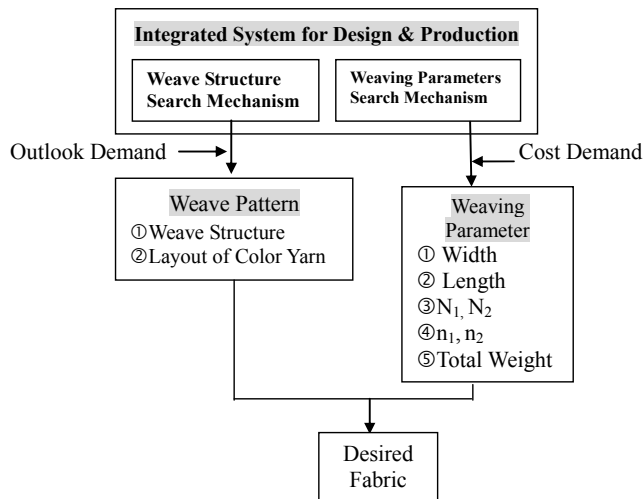 Integrated System for Design & Production
Weave Structure
Search Mechanism
Weaving Parameters
Search Mechanism
Outlook Demand
Cost Demand
Weave Pattern
①Weave Structure
②Layout of Color Yarn
Weaving
Parameter
① Width
② Length
③N₁, N₂
④n₁, n₂
⑤Total Weight
Desired
Fabric